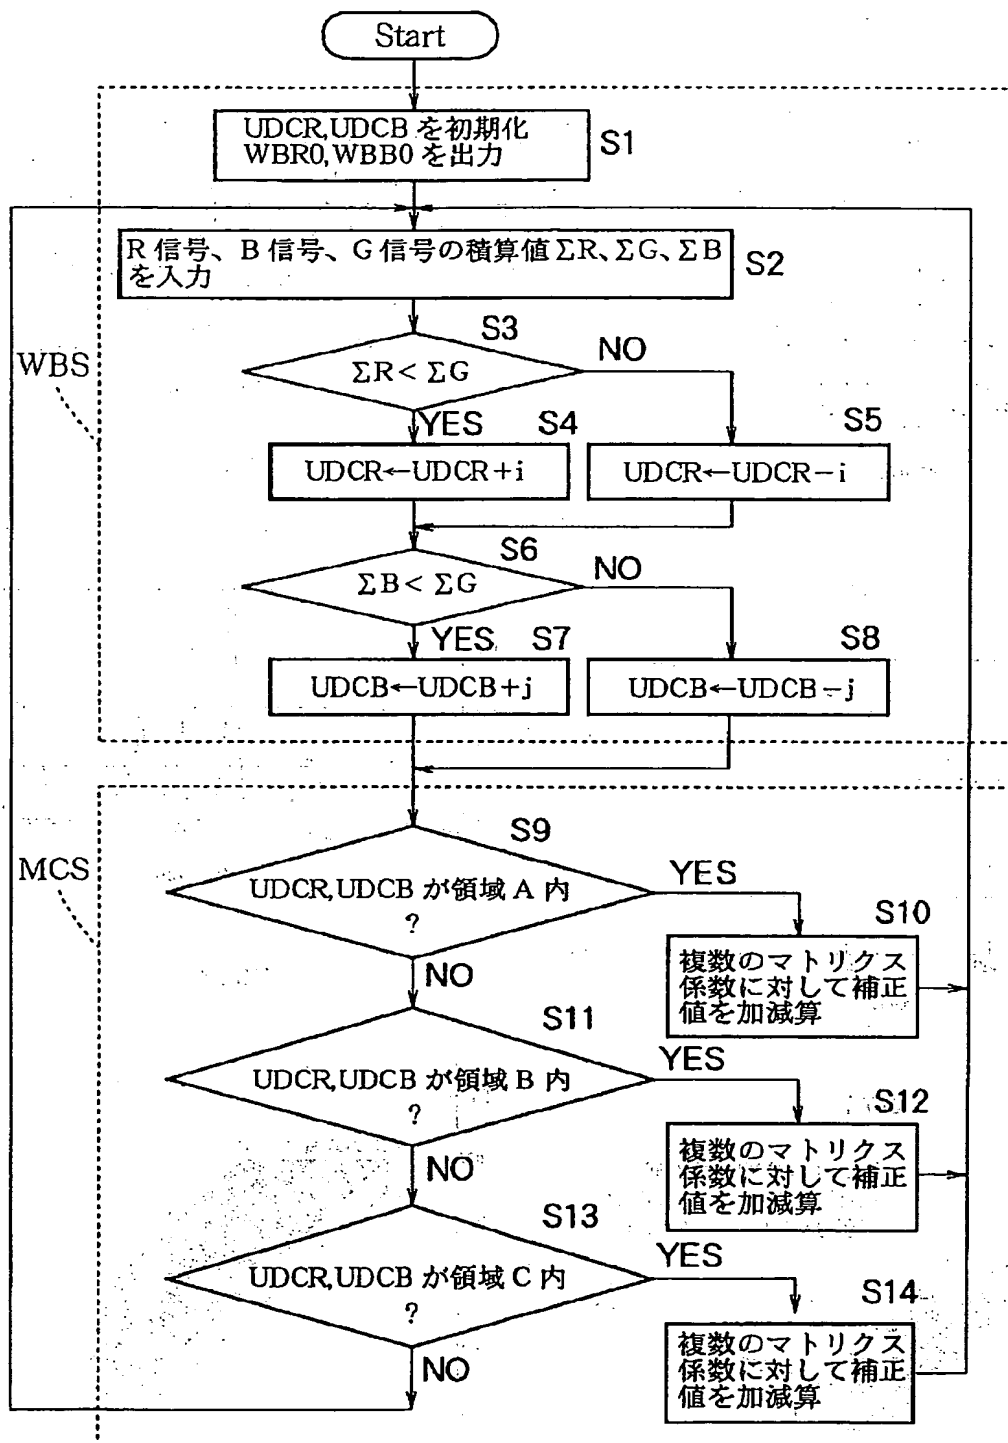 Start
UDCR,UDCB を初期化
WBR0,WBB0 を出力
S1
R 信号、B 信号、G 信号の積算値 ΣR、ΣG、ΣB
を入力
S2
WBS
S3
ΣR< ΣG
NO
YES
S4
UDCR←UDCR+i
S5
UDCR←UDCR−i
S6
ΣB< ΣG
NO
YES
S7
UDCB←UDCB+j
S8
UDCB←UDCB−j
MCS
S9
UDCR,UDCB が領域 A 内
?
YES
NO
S10
複数のマトリクス
係数に対して補正
値を加減算
S11
UDCR,UDCB が領域 B 内
?
YES
NO
S12
複数のマトリクス
係数に対して補正
値を加減算
S13
UDCR,UDCB が領域 C 内
?
YES
NO
S14
複数のマトリクス
係数に対して補正
値を加減算